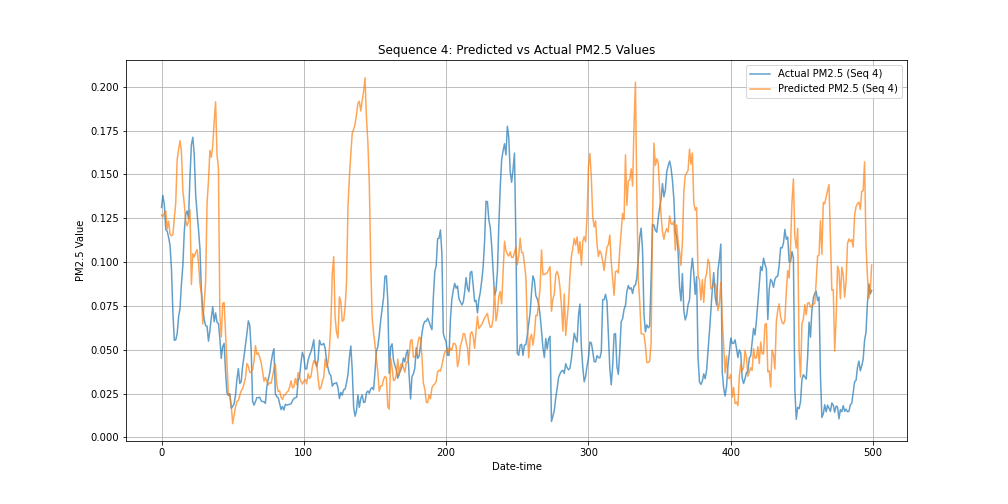 Sequence 4: Predicted vs Actual PM2.5 Values
Actual PM2.5 (Seq 4)
Predicted PM2.5 (Seq 4)
PM2.5 Value
0.200
0.175
0.150
0.125
0.100
0.075
0.050
0.025
0.000
0 100 200 300 400 500
Date-time